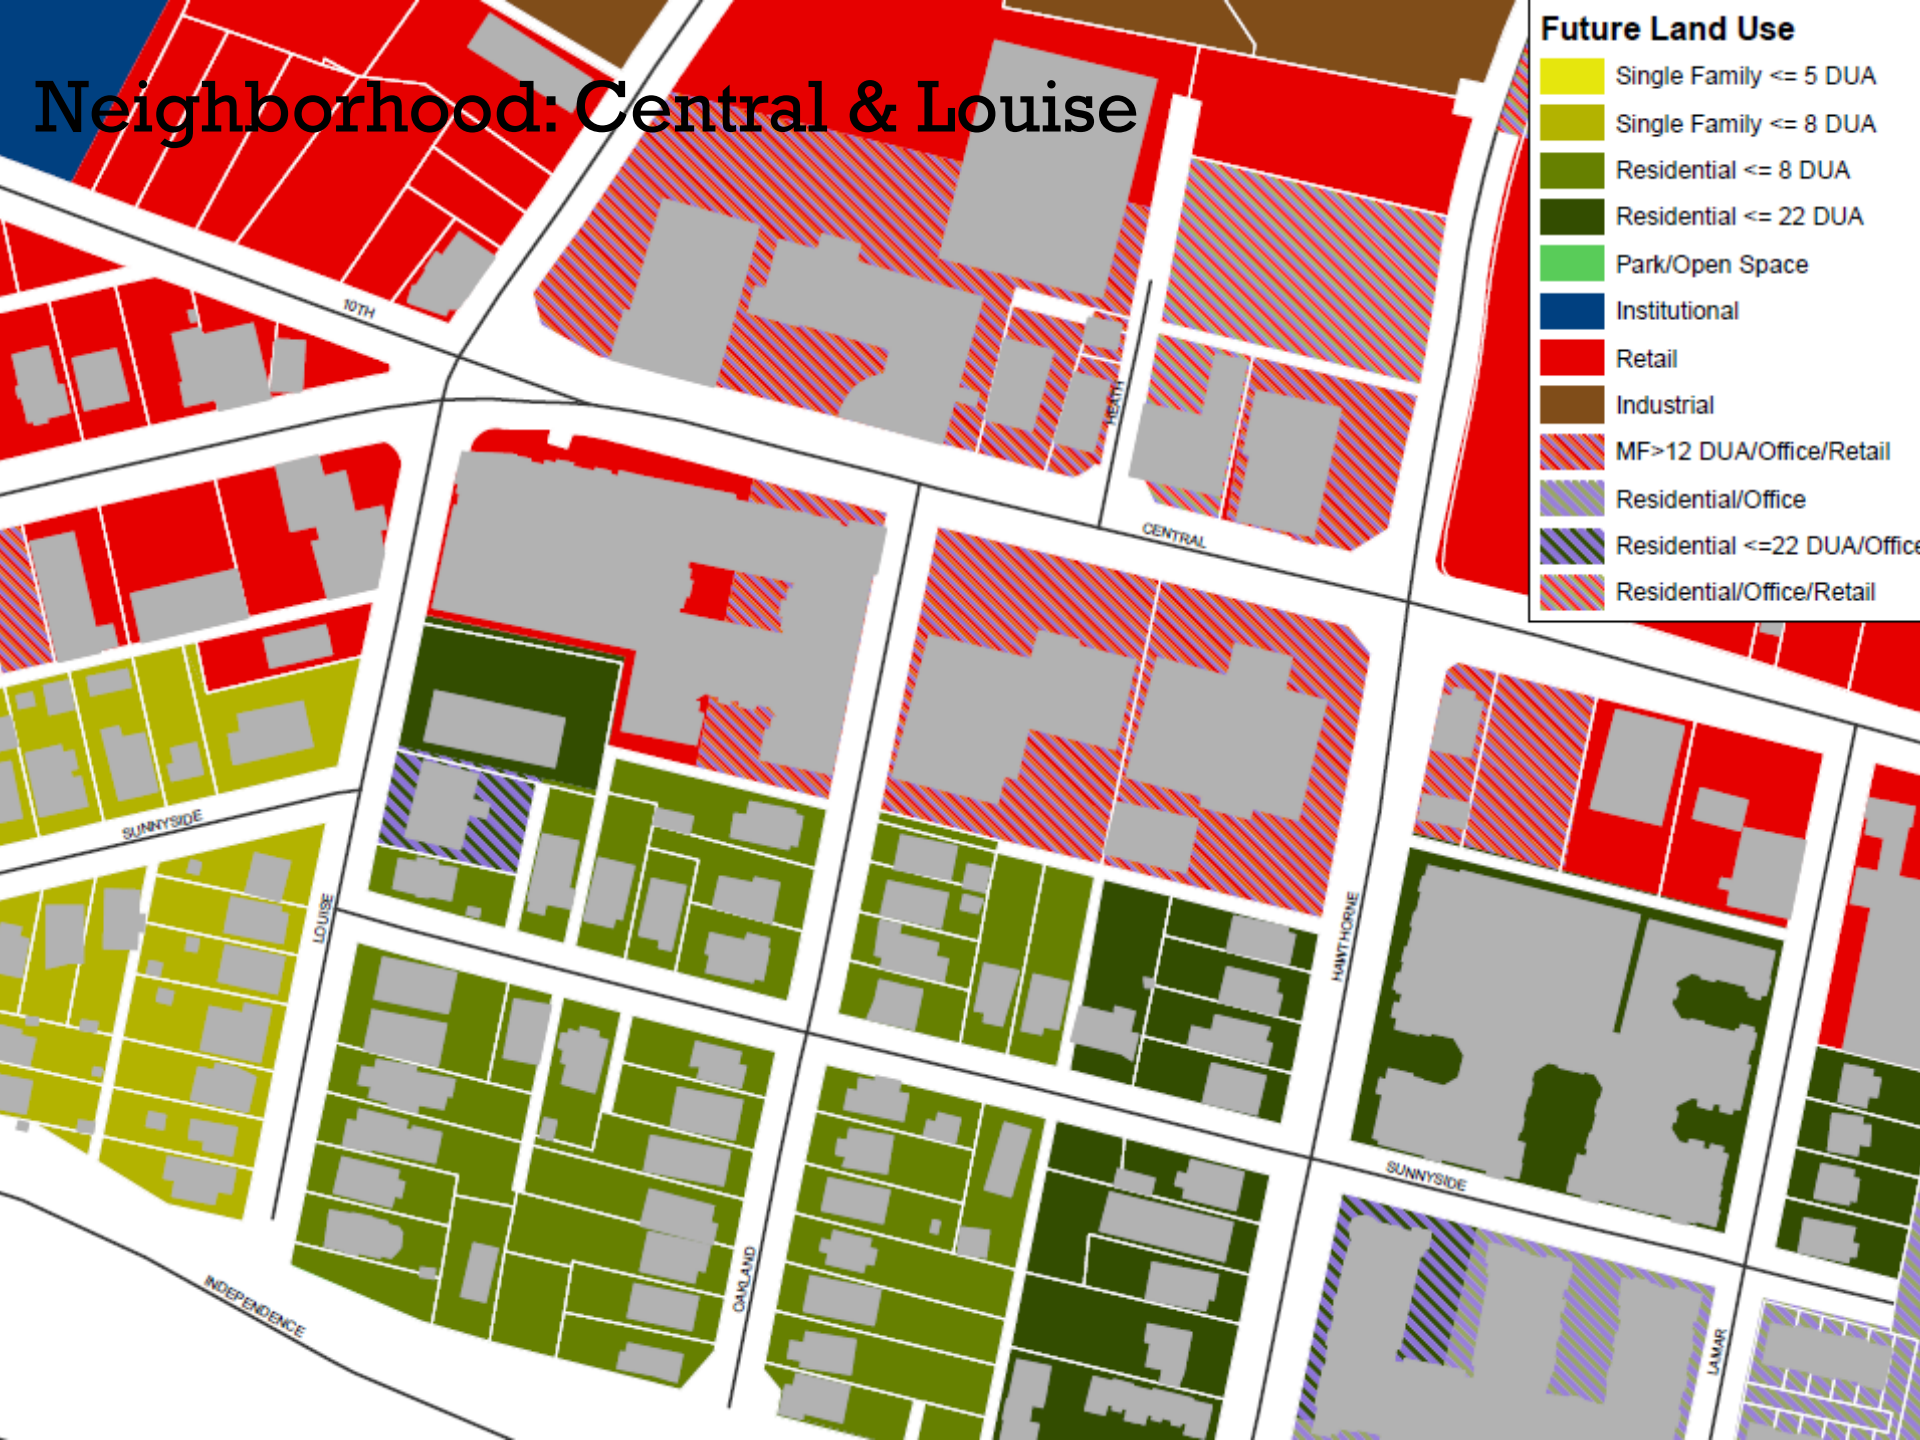 Neighborhood: Central & Louise
Future Land Use
Single Family <= 5 DUA
Single Family <= 8 DUA
Residential <= 8 DUA
Residential <= 22 DUA
Park/Open Space
Institutional
Retail
Industrial
MF>12 DUA/Office/Retail
Residential/Office
Residential <=22 DUA/Office
Residential/Office/Retail
10TH
HEATH
CENTRAL
SUNNYSIDE
LOUISE
HAWTHORNE
SUNNYSIDE
OAKLAND
INDEPENDENCE
LAMAR